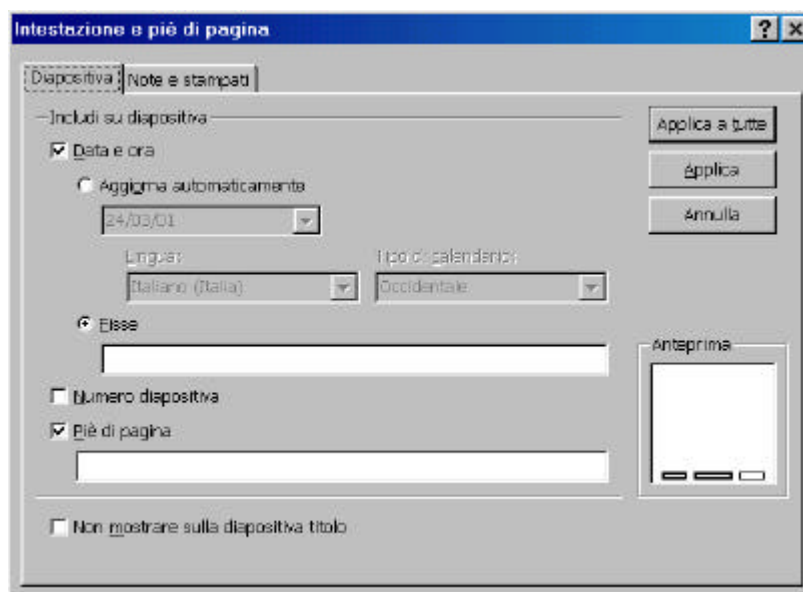 Intestazione e piè di pagina
Diapositiva Note e stampati
Includi su diapositiva
Applica a tutte
Data e ora
Applica
Aggiorna automaticamente
24/03/01
Annulla
Lingua: Tipo di calendario:
Italiano (Italia) Occidentale
Fisse
Anteprima
Numero diapositiva
Piè di pagina
Non mostrare sulla diapositiva titolo